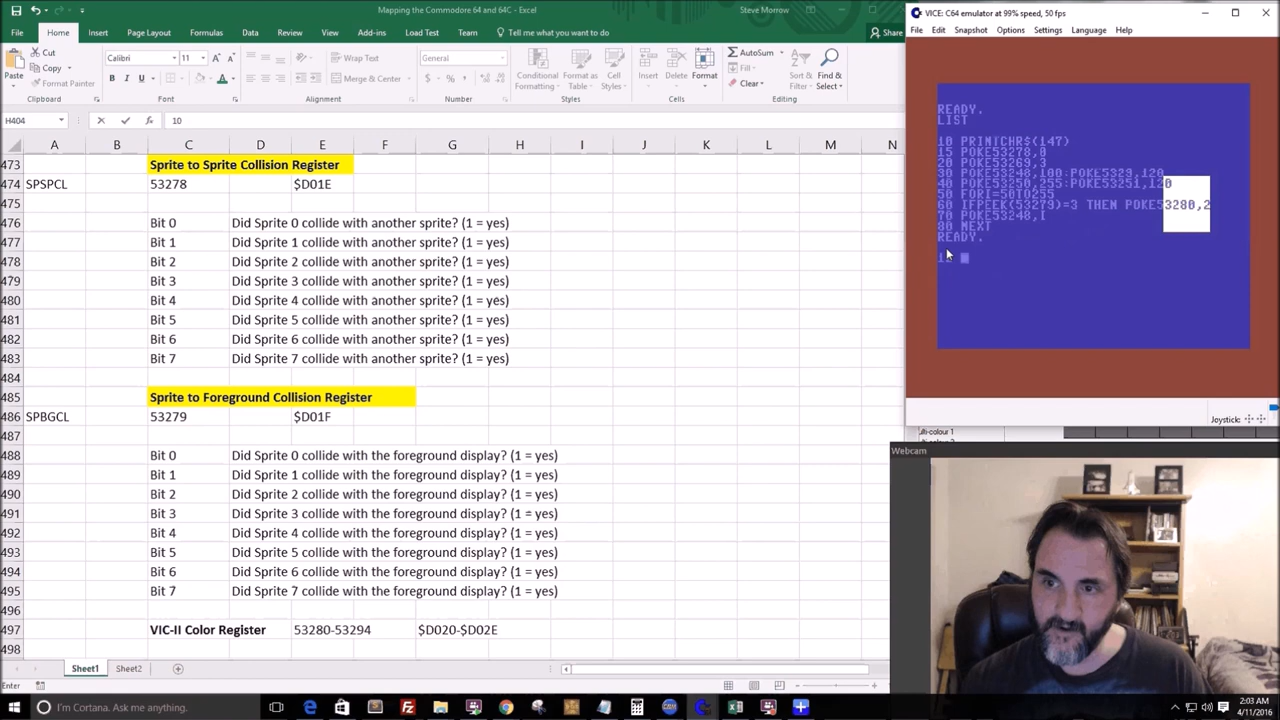 Mapping the Commodore 64 and 64C - Excel
Steve Morrow
File Home Insert Page Layout Formulas Data Review View Add-ins Load Test Team Tell me what you want to do Share
Paste
Cut
Copy
Format Painter
Clipboard
Calibri 11
B I U
Font
Wrap Text
Merge & Center
Alignment
General
$ % ,
Number
Conditional Formatting
Format as Table
Cell Styles
Styles
Insert Delete Format
Cells
AutoSum
Fill
Clear
Sort & Filter
Find & Select
Editing
H404 fx 10
A B C D E F G H I J K L M N
473 Sprite to Sprite Collision Register
474 SPSPCL 53278 $D01E
475
476 Bit 0 Did Sprite 0 collide with another sprite? (1 = yes)
477 Bit 1 Did Sprite 1 collide with another sprite? (1 = yes)
478 Bit 2 Did Sprite 2 collide with another sprite? (1 = yes)
479 Bit 3 Did Sprite 3 collide with another sprite? (1 = yes)
480 Bit 4 Did Sprite 4 collide with another sprite? (1 = yes)
481 Bit 5 Did Sprite 5 collide with another sprite? (1 = yes)
482 Bit 6 Did Sprite 6 collide with another sprite? (1 = yes)
483 Bit 7 Did Sprite 7 collide with another sprite? (1 = yes)
484
485 Sprite to Foreground Collision Register
486 SPBGCL 53279 $D01F
487
488 Bit 0 Did Sprite 0 collide with the foreground display? (1 = yes)
489 Bit 1 Did Sprite 1 collide with the foreground display? (1 = yes)
490 Bit 2 Did Sprite 2 collide with the foreground display? (1 = yes)
491 Bit 3 Did Sprite 3 collide with the foreground display? (1 = yes)
492 Bit 4 Did Sprite 4 collide with the foreground display? (1 = yes)
493 Bit 5 Did Sprite 5 collide with the foreground display? (1 = yes)
494 Bit 6 Did Sprite 6 collide with the foreground display? (1 = yes)
495 Bit 7 Did Sprite 7 collide with the foreground display? (1 = yes)
496
497 VIC-II Color Register 53280-53294 $D020-$D02E
498
Sheet1 Sheet2
Enter
VICE: C64 emulator at 99% speed, 50 fps
File Edit Snapshot Options Settings Language Help
READY.
LIST
10 PRINTCHR$(147)
15 POKE53278,0
20 POKE53269,3
30 POKE53248,100:POKE5329,120
40 POKE53250,255:POKE53251,120
50 FORI=50TO255
60 IFPEEK(53279)=3 THEN POKE53280,2
70 POKE53248,I
80 NEXT
READY.
Joystick:
ulti-colour 1
Webcam
I'm Cortana. Ask me anything.
2:03 AM
4/11/2016